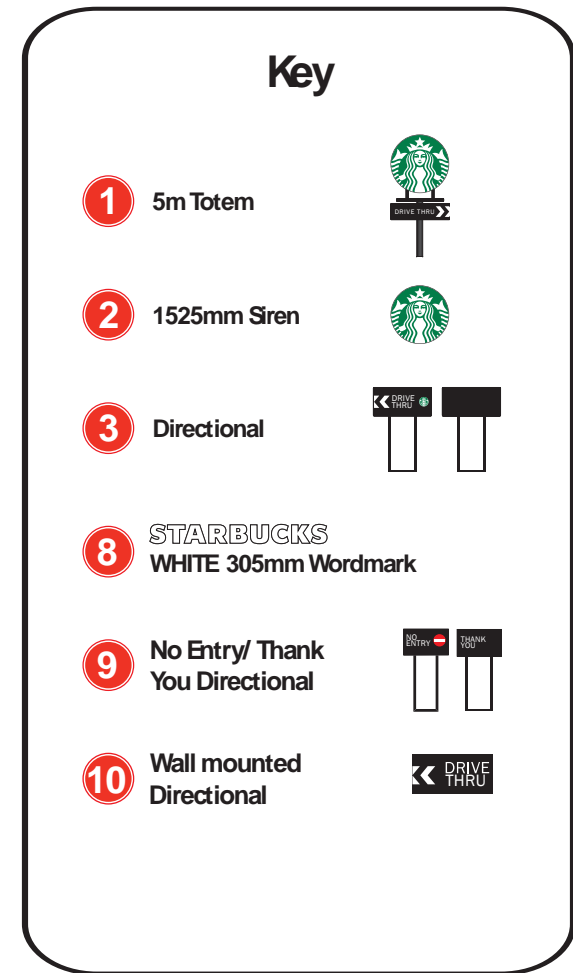 Key
1 5m Totem
DRIVE THRU
2 1525mm Siren
3 Directional
DRIVE
THRU
8 STARBUCKS
WHITE 305mm Wordmark
9 No Entry/ Thank
You Directional
NO
ENTRY
THANK
YOU
10 Wall mounted
Directional
DRIVE
THRU